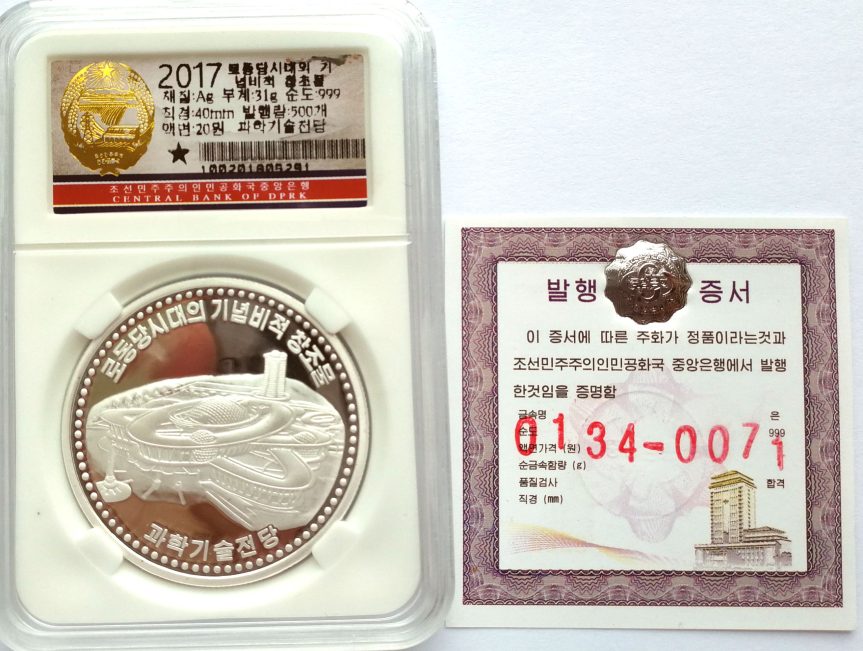 2017 로동당시대의 기
념비적 창조물
재질:Ag 무게:31g 순도:999
직경:40mm 발행량:500개
액면:20원 과학기술전당
조선민주주의인민공화국중앙은행
CENTRAL BANK OF DPRK
로동당시대의 기념비적 창조물
과학기술전당
발행 증서
이 증서에 따른 주화가 정품이라는것과
조선민주주의인민공화국 중앙은행에서 발행
한것임을 증명함
금속명 은
순도 999
액면가격 (원)
0134-0071
순금속함량 (g)
품질검사 합격
직경 (mm)